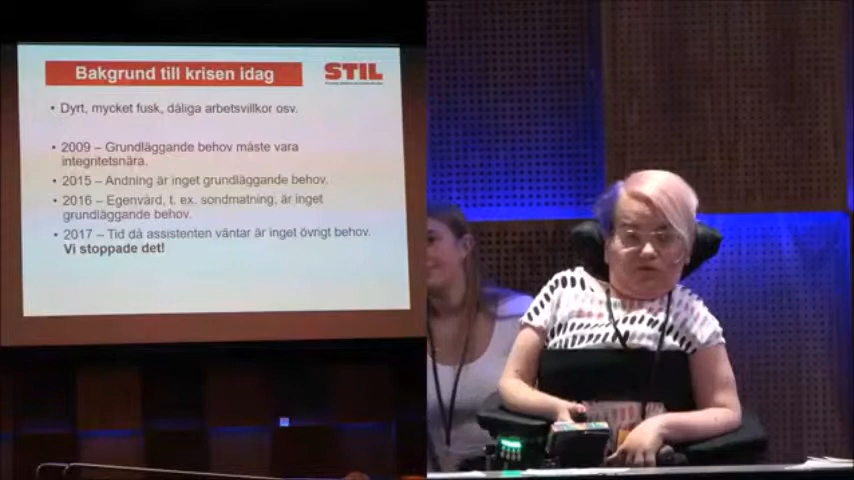 Bakgrund till krisen idag
STIL
• Dyrt, mycket fusk, dåliga arbetsvillkor osv.
• 2009 – Grundläggande behov måste vara
integritetsnära.
• 2015 – Andning är inget grundläggande behov.
• 2016 – Egenvård, t. ex. sondmatning, är inget
grundläggande behov.
• 2017 – Tid då assistenten väntar är inget övrigt behov.
Vi stoppade det!